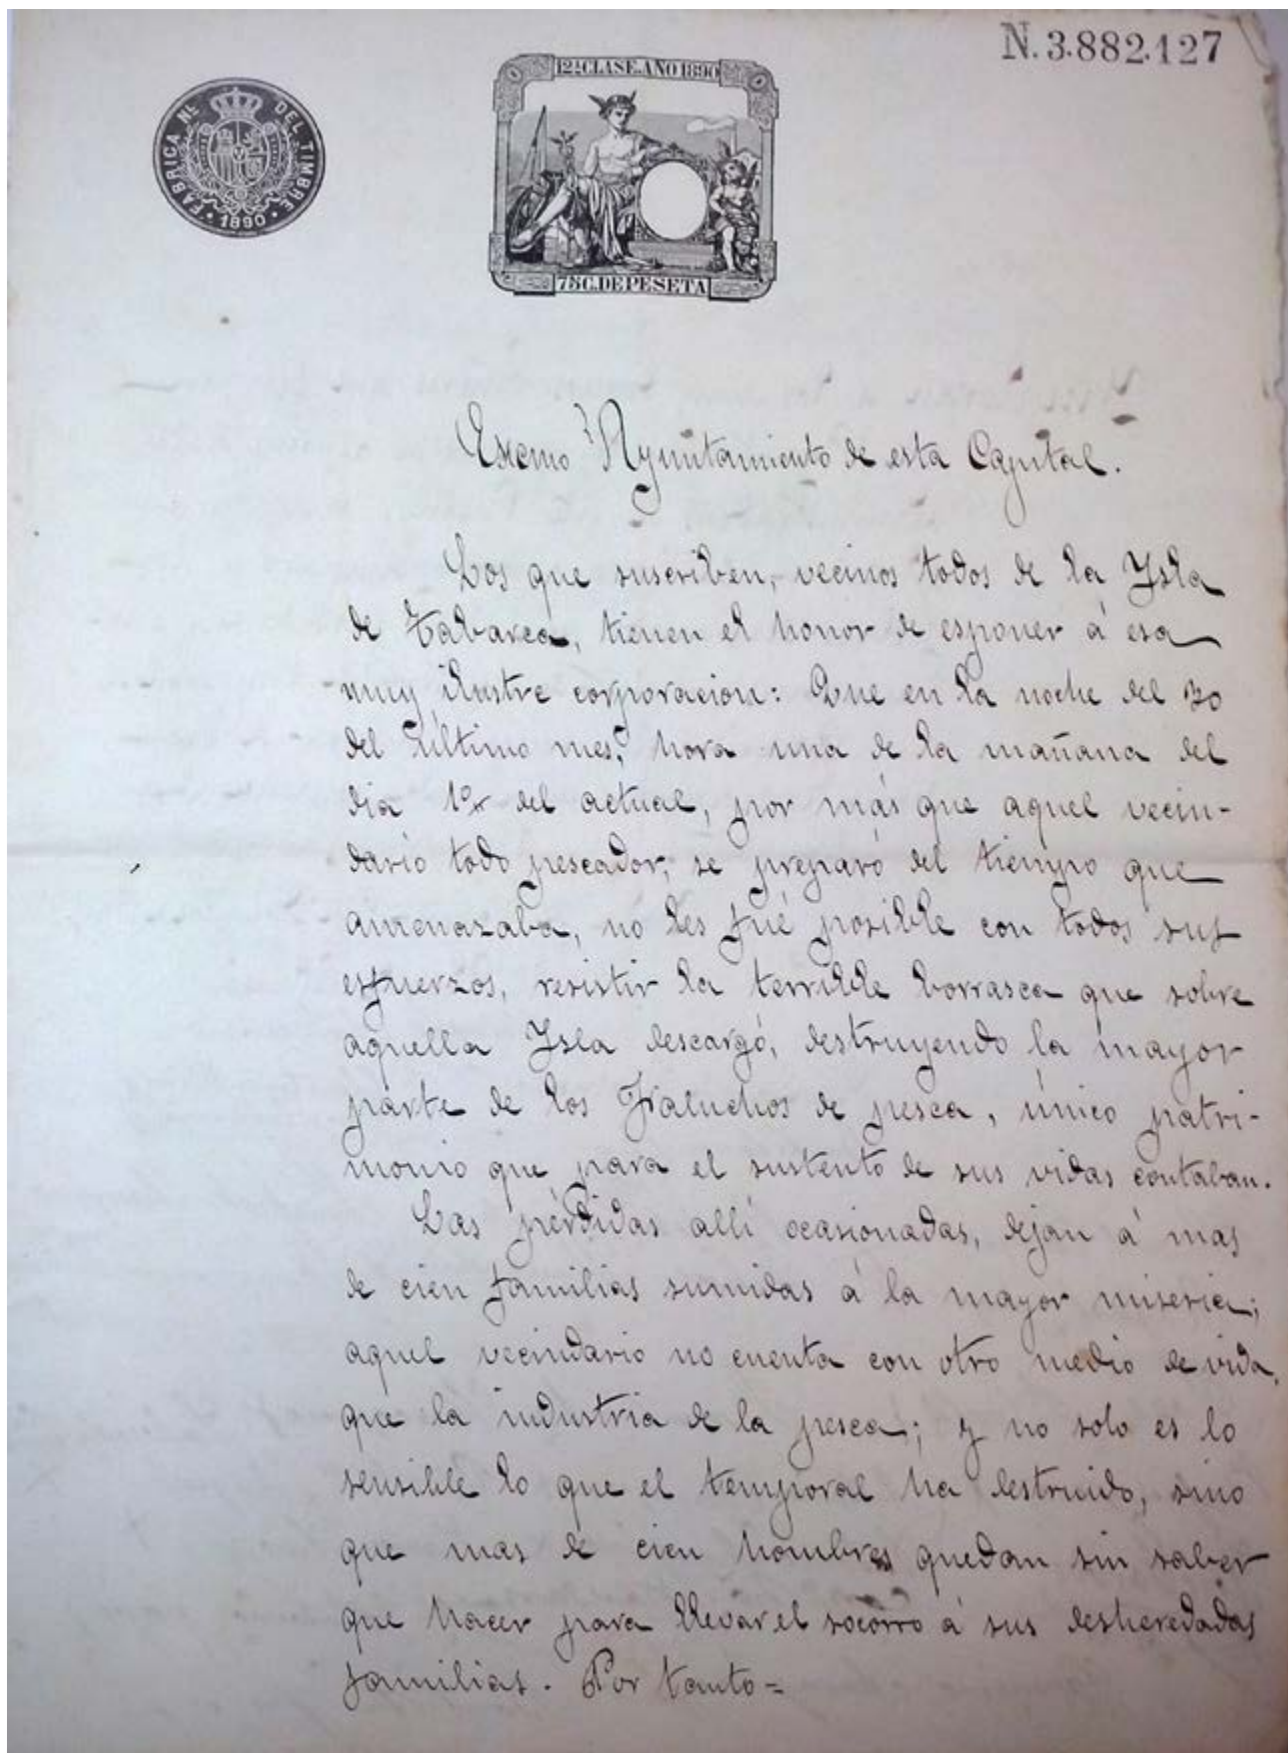 N. 3.882.127
12ª CLASE. AÑO 1890
FABRICA NL. DEL TIMBRE
1890
75 C. DE PESETA
Excmo Ayuntamiento de esta Capital.
Los que suscriben, vecinos todos de la Ysla
de Tabarca, tienen el honor de esponer á esa
muy ilustre corporacion: Que en la noche del 30
del último mes, hora una de la mañana del
dia 1º del actual, por más que aquel vecin-
dario todo pescador, se preparó del tiempo que
amenazaba, no les fué posible con todos sus
esfuerzos, resistir la terrible borrasca que sobre
aquella Ysla descargó, destruyendo la mayor
parte de los Faluchos de pesca, único patri-
monio que para el sustento de sus vidas contaban.
Las pérdidas allí ocasionadas, dejan á mas
de cien familias sumidas á la mayor miseria;
aquel vecindario no cuenta con otro medio de vida,
que la industria de la pesca; y no solo es lo
sensible lo que el temporal ha destruido, sino
que mas de cien hombres quedan sin saber
que hacer para llevar el socorro á sus desheredadas
familias. Por tanto=